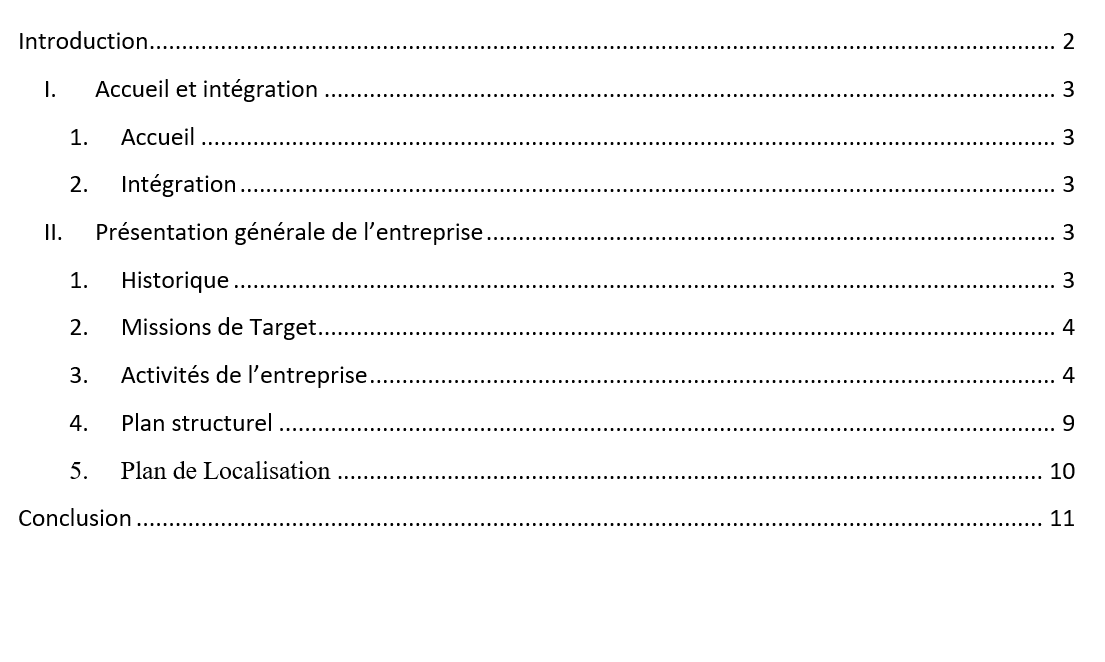 Introduction.......... 2
I. Accueil et intégration .......... 3
1. Accueil .......... 3
2. Intégration .......... 3
II. Présentation générale de l’entreprise .......... 3
1. Historique .......... 3
2. Missions de Target .......... 4
3. Activités de l’entreprise .......... 4
4. Plan structurel .......... 9
5. Plan de Localisation .......... 10
Conclusion .......... 11